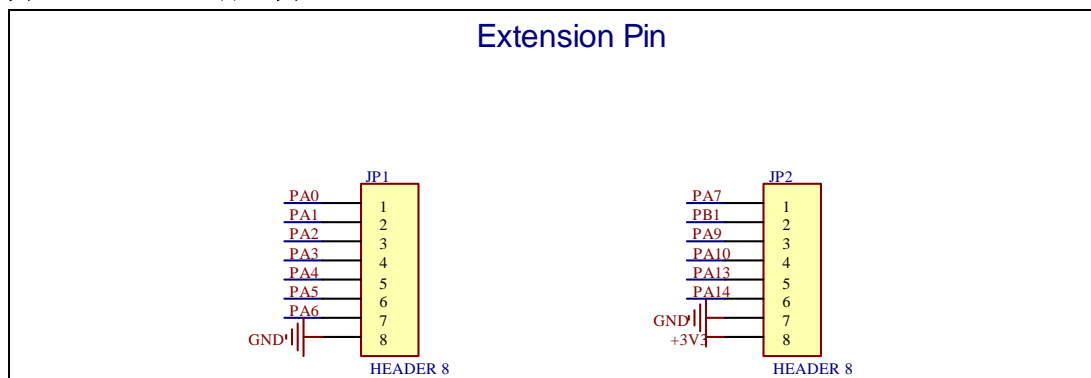 Extension Pin
JP1
PA0
1
PA1
2
PA2
3
PA3
4
PA4
5
PA5
6
PA6
7
GND
8
HEADER 8
JP2
PA7
1
PB1
2
PA9
3
PA10
4
PA13
5
PA14
6
GND
7
+3V3
8
HEADER 8